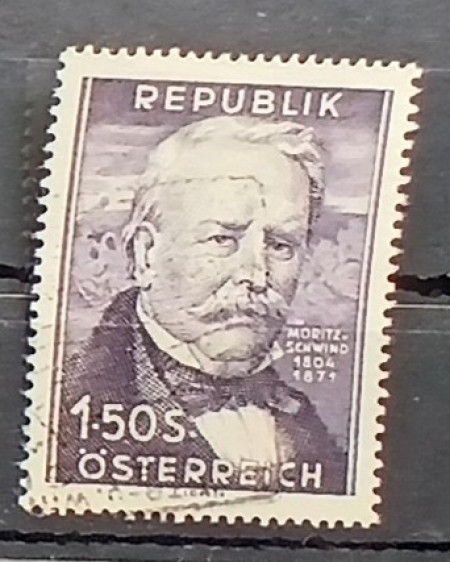 REPUBLIK
MORITZ-
SCHWIND
1804
1871
1·50S·
ÖSTERREICH